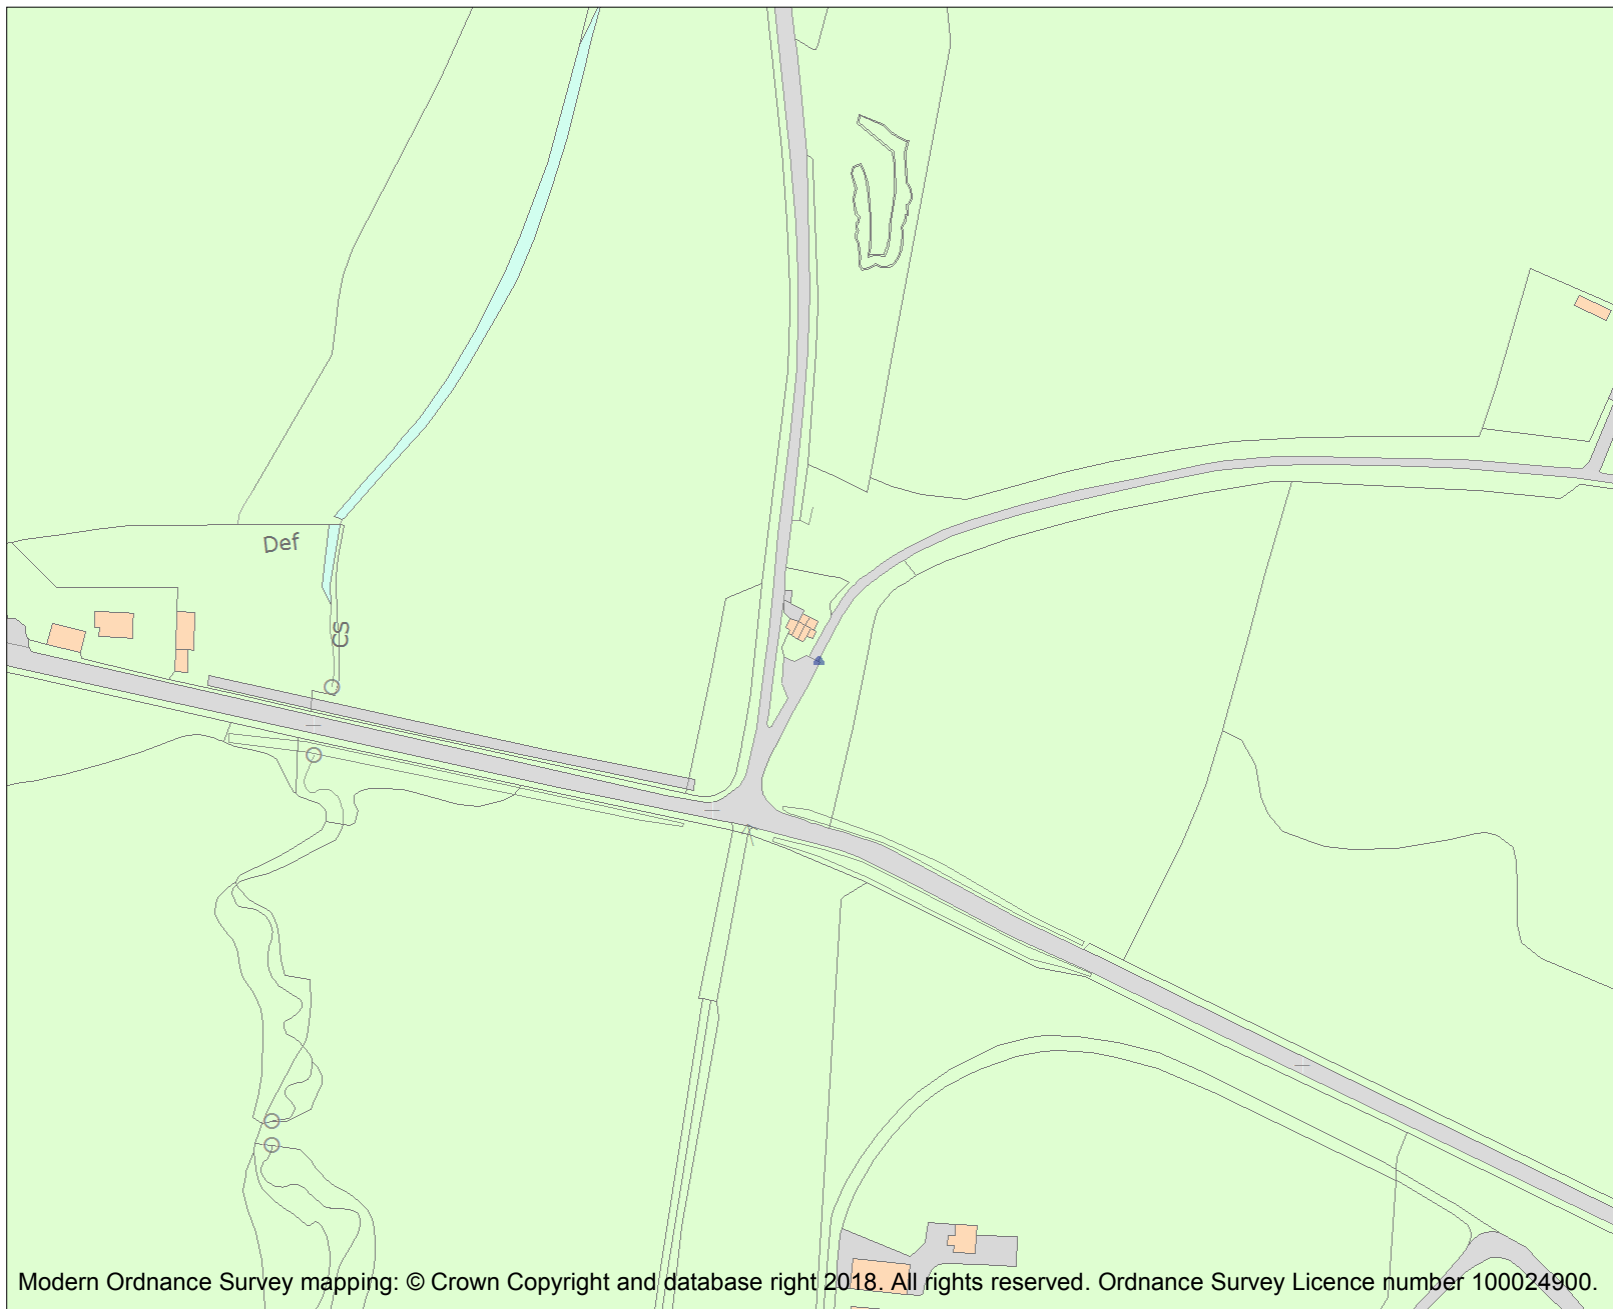 Def
CS
Modern Ordnance Survey mapping: © Crown Copyright and database right 2018. All rights reserved. Ordnance Survey Licence number 100024900.